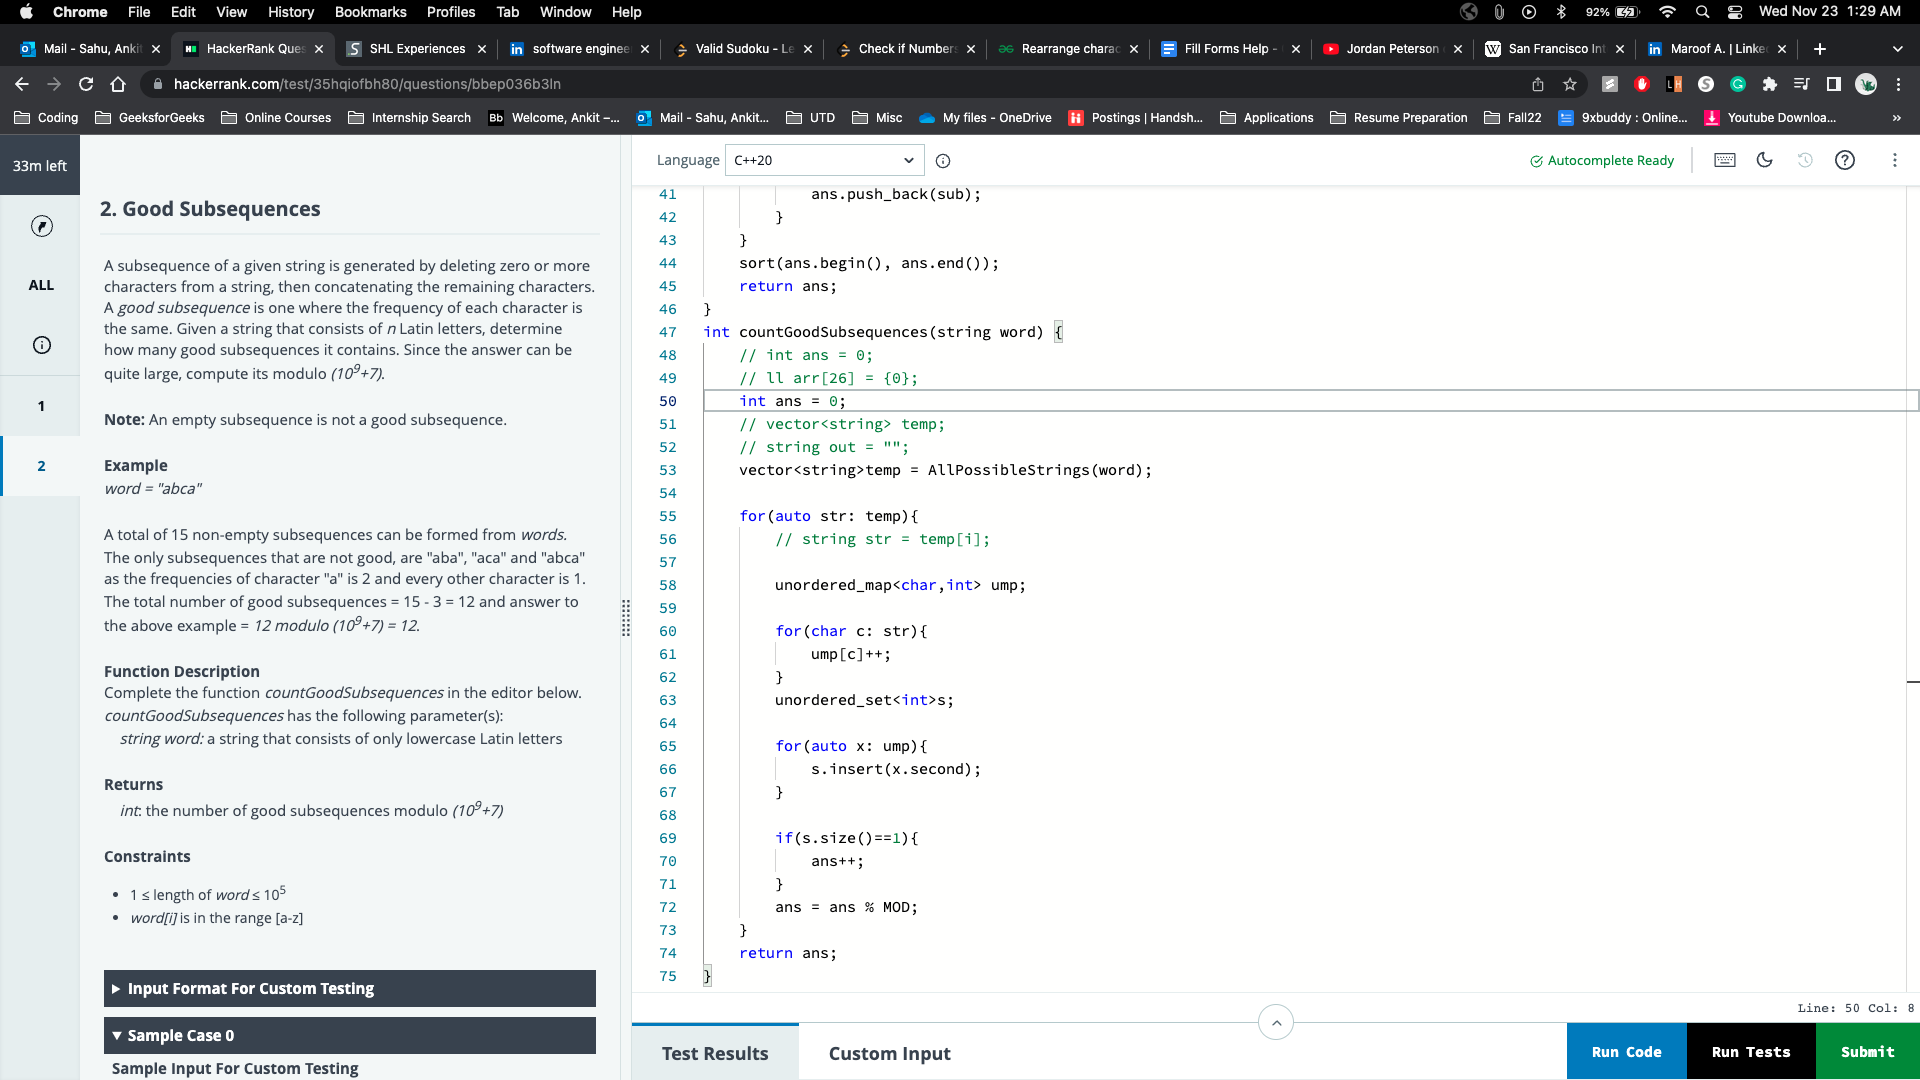 Chrome File Edit View History Bookmarks Profiles Tab Window Help 92% Wed Nov 23 1:29 AM
Mail - Sahu, Ankit HackerRank Ques SHL Experiences software enginee Valid Sudoku - Le Check if Numbers Rearrange charac Fill Forms Help - Jordan Peterson San Francisco Int Maroof A. | Linke
hackerrank.com/test/35hqiofbh80/questions/bbep036b3ln
Coding GeeksforGeeks Online Courses Internship Search Bb Welcome, Ankit –... Mail - Sahu, Ankit... UTD Misc My files - OneDrive Postings | Handsh... Applications Resume Preparation Fall22 9xbuddy : Online... Youtube Downloa... »
33m left
ALL
1
2
2. Good Subsequences
A subsequence of a given string is generated by deleting zero or more
characters from a string, then concatenating the remaining characters.
A good subsequence is one where the frequency of each character is
the same. Given a string that consists of n Latin letters, determine
how many good subsequences it contains. Since the answer can be
quite large, compute its modulo (10⁹+7).
Note: An empty subsequence is not a good subsequence.
Example
word = "abca"
A total of 15 non-empty subsequences can be formed from words.
The only subsequences that are not good, are "aba", "aca" and "abca"
as the frequencies of character "a" is 2 and every other character is 1.
The total number of good subsequences = 15 - 3 = 12 and answer to
the above example = 12 modulo (10⁹+7) = 12.
Function Description
Complete the function countGoodSubsequences in the editor below.
countGoodSubsequences has the following parameter(s):
string word: a string that consists of only lowercase Latin letters
Returns
int: the number of good subsequences modulo (10⁹+7)
Constraints
• 1 ≤ length of word ≤ 10⁵
• word[i] is in the range [a-z]
Input Format For Custom Testing
Sample Case 0
Sample Input For Custom Testing
Language C++20 Autocomplete Ready
41 ans.push_back(sub);
42 }
43 }
44 sort(ans.begin(), ans.end());
45 return ans;
46 }
47 int countGoodSubsequences(string word) {
48 // int ans = 0;
49 // ll arr[26] = {0};
50 int ans = 0;
51 // vector<string> temp;
52 // string out = "";
53 vector<string>temp = AllPossibleStrings(word);
54
55 for(auto str: temp){
56 // string str = temp[i];
57
58 unordered_map<char,int> ump;
59
60 for(char c: str){
61 ump[c]++;
62 }
63 unordered_set<int>s;
64
65 for(auto x: ump){
66 s.insert(x.second);
67 }
68
69 if(s.size()==1){
70 ans++;
71 }
72 ans = ans % MOD;
73 }
74 return ans;
75 }
Line: 50 Col: 8
Test Results Custom Input Run Code Run Tests Submit